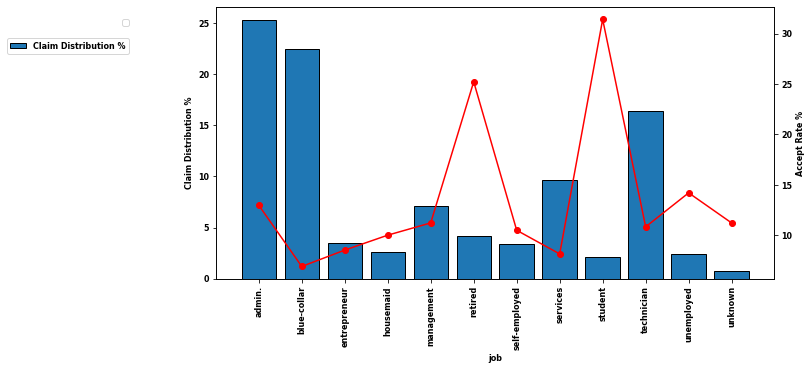 Claim Distribution %
Claim Distribution %
25
20
15
10
5
0
30
25
20
15
10
Accept Rate %
admin.
blue-collar
entrepreneur
housemaid
management
retired
self-employed
services
student
technician
unemployed
unknown
job